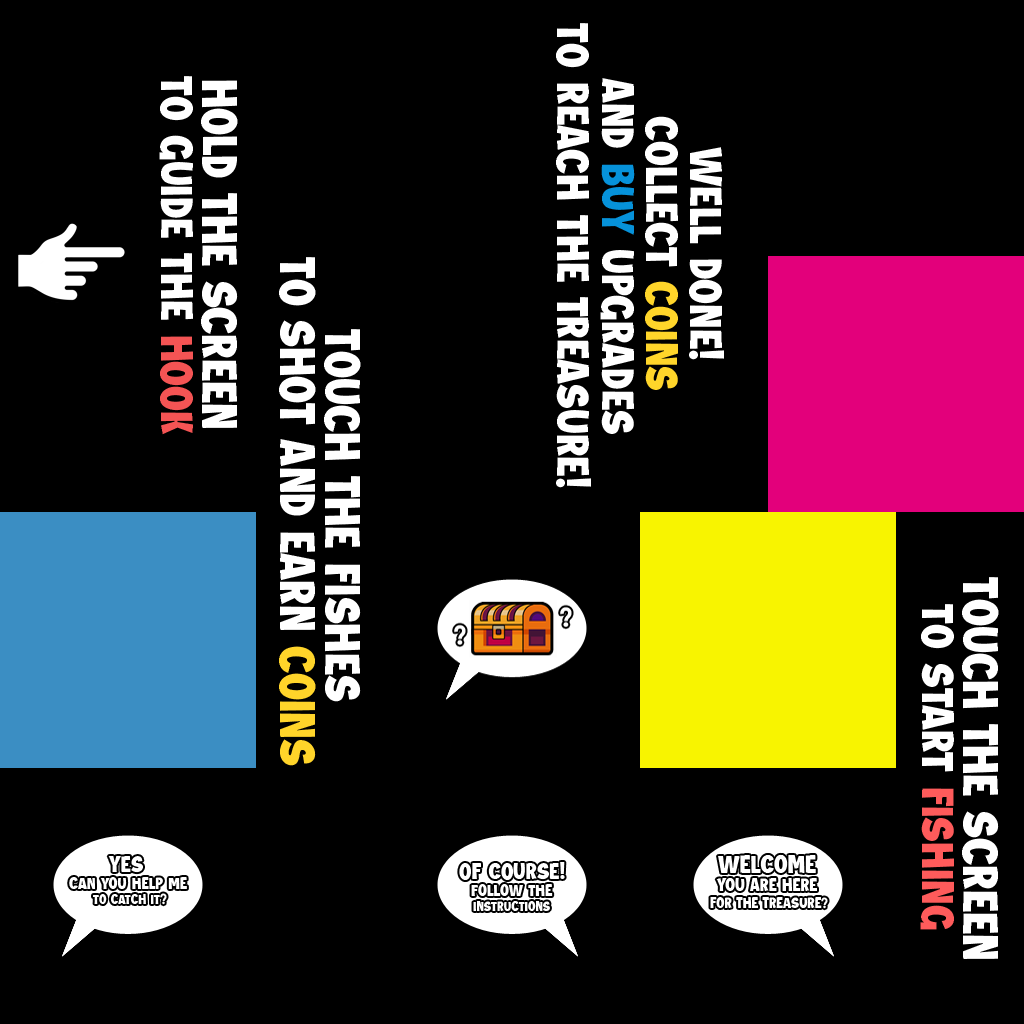 HOLD THE SCREEN
TO GUIDE THE HOOK
TOUCH THE FISHES
TO SHOT AND EARN COINS
WELL DONE!
COLLECT COINS
AND BUY UPGRADES
TO REACH THE TREASURE!
TOUCH THE SCREEN
TO START FISHING
? ?
YES
CAN YOU HELP ME
TO CATCH IT?
OF COURSE!
FOLLOW THE
INSTRUCTIONS
WELCOME
YOU ARE HERE
FOR THE TREASURE?